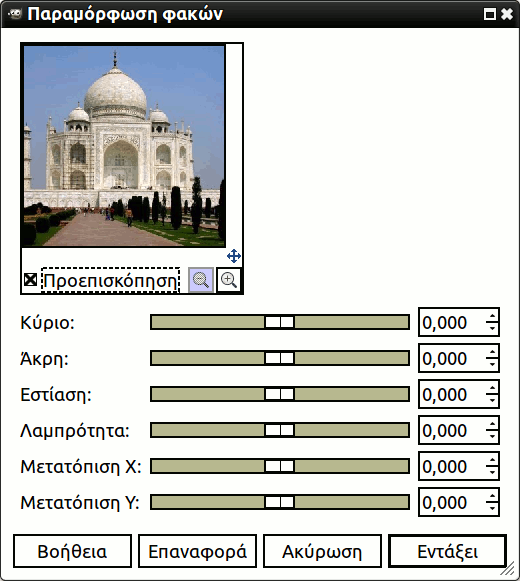 Παραμόρφωση φακών
Προεπισκόπηση
Κύριο: 0,000
Άκρη: 0,000
Εστίαση: 0,000
Λαμπρότητα: 0,000
Μετατόπιση X: 0,000
Μετατόπιση Y: 0,000
Βοήθεια Επαναφορά Ακύρωση Εντάξει